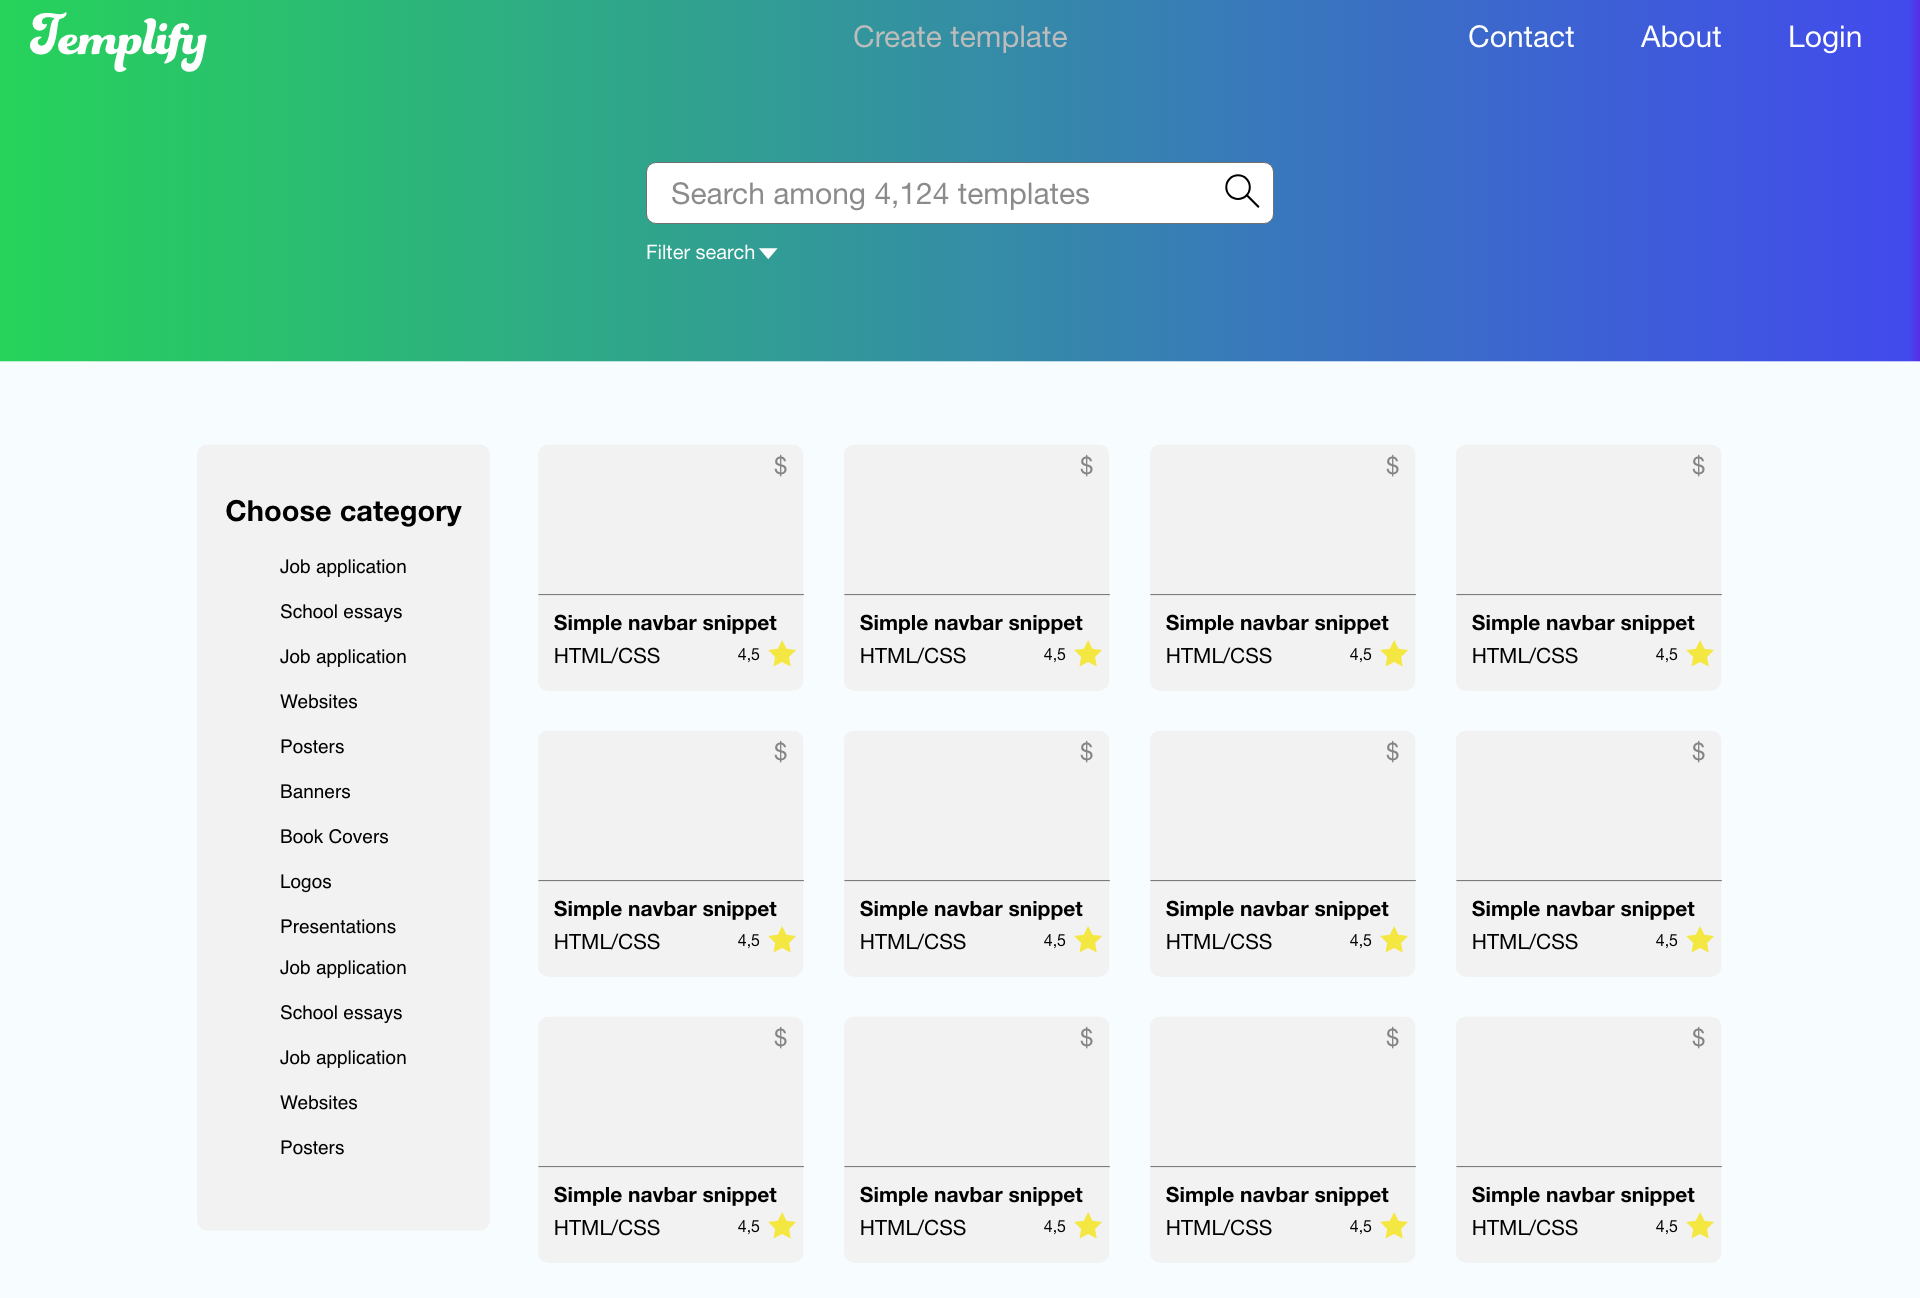 Templify
Create template
Contact
About
Login
Search among 4,124 templates
Filter search
Choose category
Job application
School essays
Job application
Websites
Posters
Banners
Book Covers
Logos
Presentations
Job application
School essays
Job application
Websites
Posters
$
Simple navbar snippet
HTML/CSS 4,5
$
Simple navbar snippet
HTML/CSS 4,5
$
Simple navbar snippet
HTML/CSS 4,5
$
Simple navbar snippet
HTML/CSS 4,5
$
Simple navbar snippet
HTML/CSS 4,5
$
Simple navbar snippet
HTML/CSS 4,5
$
Simple navbar snippet
HTML/CSS 4,5
$
Simple navbar snippet
HTML/CSS 4,5
$
Simple navbar snippet
HTML/CSS 4,5
$
Simple navbar snippet
HTML/CSS 4,5
$
Simple navbar snippet
HTML/CSS 4,5
$
Simple navbar snippet
HTML/CSS 4,5